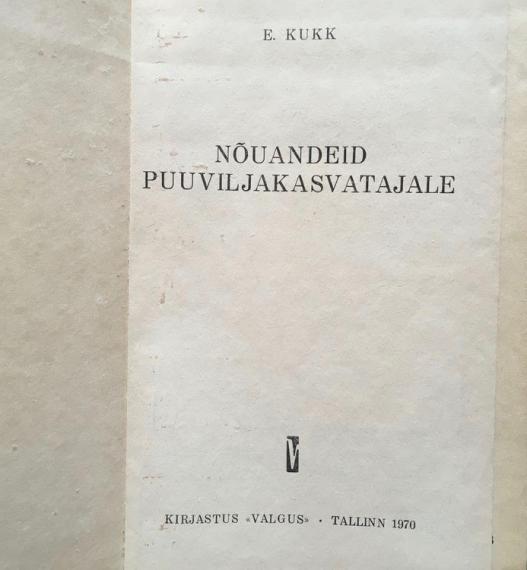 E. KUKK
NÕUANDEID
PUUVILJAKASVATAJALE
V
KIRJASTUS «VALGUS» · TALLINN 1970